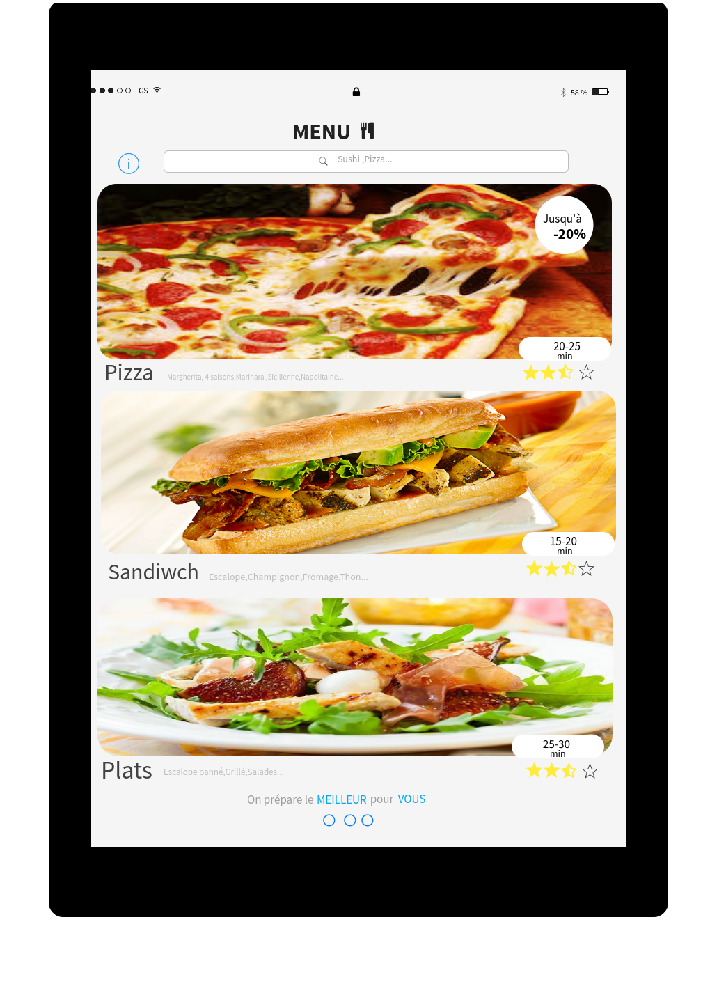 GS
58 %
MENU
Sushi ,Pizza...
Jusqu'à
-20%
20-25
min
Pizza
Margherita, 4 saisons,Marinara ,Sicilienne,Napolitaine...
15-20
min
Sandiwch
Escalope,Champignon,Fromage,Thon...
25-30
min
Plats
Escalope panné,Grillé,Salades...
On prépare le MEILLEUR pour VOUS